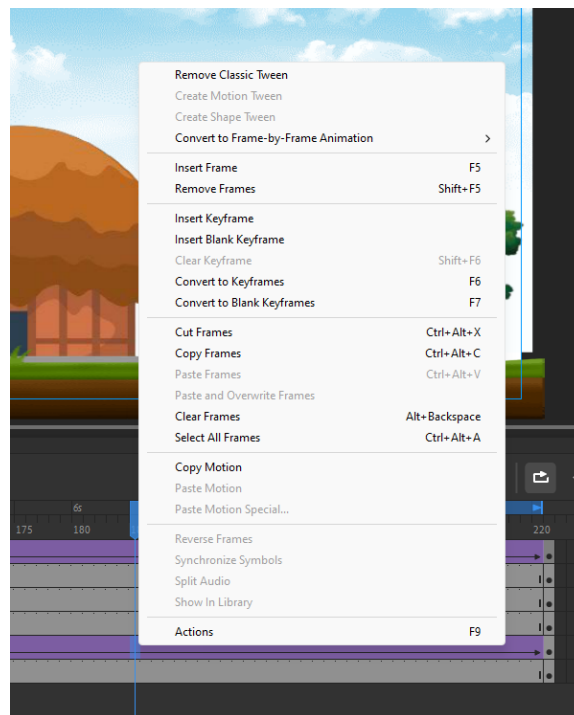 Remove Classic Tween
Create Motion Tween
Create Shape Tween
Convert to Frame-by-Frame Animation
Insert Frame F5
Remove Frames Shift+F5
Insert Keyframe
Insert Blank Keyframe
Clear Keyframe Shift+F6
Convert to Keyframes F6
Convert to Blank Keyframes F7
Cut Frames Ctrl+Alt+X
Copy Frames Ctrl+Alt+C
Paste Frames Ctrl+Alt+V
Paste and Overwrite Frames
Clear Frames Alt+Backspace
Select All Frames Ctrl+Alt+A
Copy Motion
Paste Motion
Paste Motion Special...
Reverse Frames
Synchronize Symbols
Split Audio
Show In Library
Actions F9
6s
175 180 220